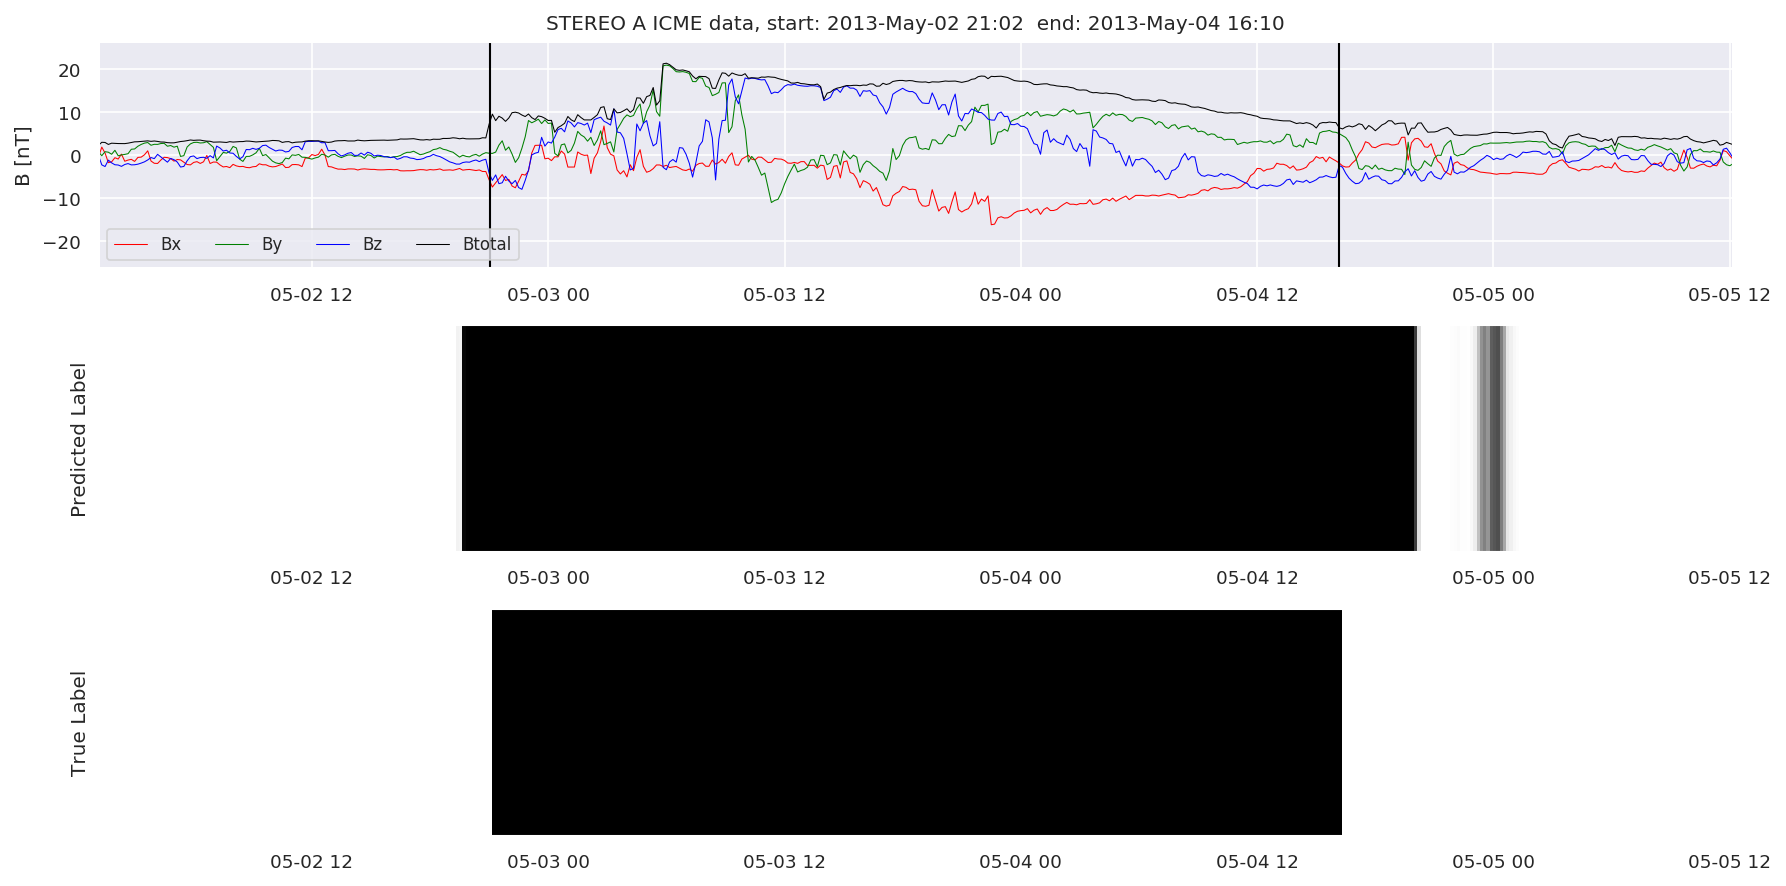 STEREO A ICME data, start: 2013-May-02 21:02  end: 2013-May-04 16:10
B [nT]
20
10
0
−10
−20
Bx By Bz Btotal
05-02 12 05-03 00 05-03 12 05-04 00 05-04 12 05-05 00 05-05 12
Predicted Label
05-02 12 05-03 00 05-03 12 05-04 00 05-04 12 05-05 00 05-05 12
True Label
05-02 12 05-03 00 05-03 12 05-04 00 05-04 12 05-05 00 05-05 12